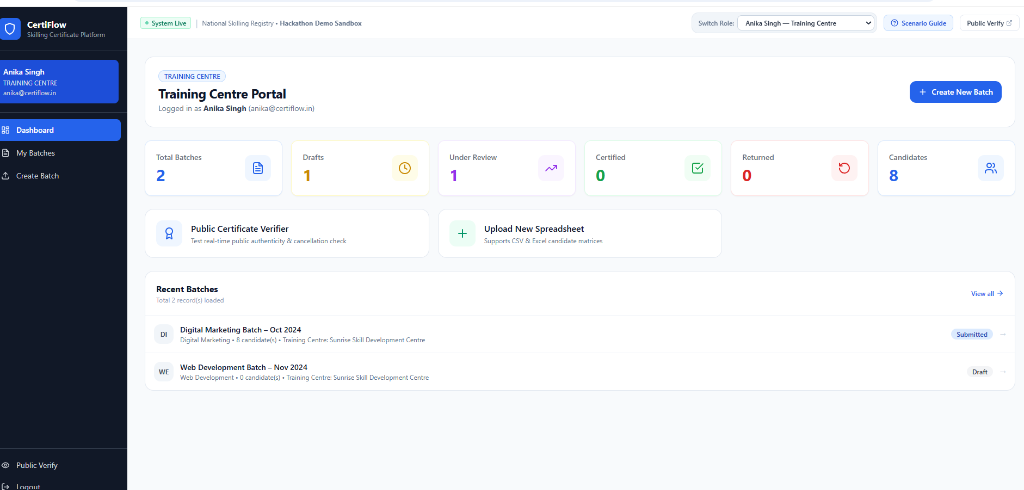 CertiFlow
Skilling Certificate Platform
Anika Singh
TRAINING CENTRE
anika@certiflow.in
Dashboard
My Batches
Create Batch
Public Verify
Logout
System Live
National Skilling Registry • Hackathon Demo Sandbox
Switch Role:
Anika Singh — Training Centre
Scenario Guide
Public Verify
TRAINING CENTRE
Training Centre Portal
Logged in as Anika Singh (anika@certiflow.in)
+ Create New Batch
Total Batches
2
Drafts
1
Under Review
1
Certified
0
Returned
0
Candidates
8
Public Certificate Verifier
Test real-time public authenticity & cancellation check
Upload New Spreadsheet
Supports CSV & Excel candidate matrices
Recent Batches
Total 2 record(s) loaded
View all →
DI
Digital Marketing Batch – Oct 2024
Digital Marketing • 8 candidate(s) • Training Centre: Sunrise Skill Development Centre
Submitted
WE
Web Development Batch – Nov 2024
Web Development • 0 candidate(s) • Training Centre: Sunrise Skill Development Centre
Draft